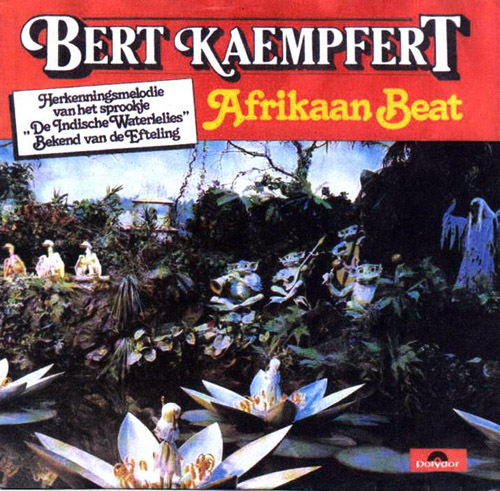 BERT KAEMPFERT
Afrikaan Beat
Herkenningsmelodie
van het sprookje
„De Indische Waterlelies”
Bekend van de Efteling
Polydor